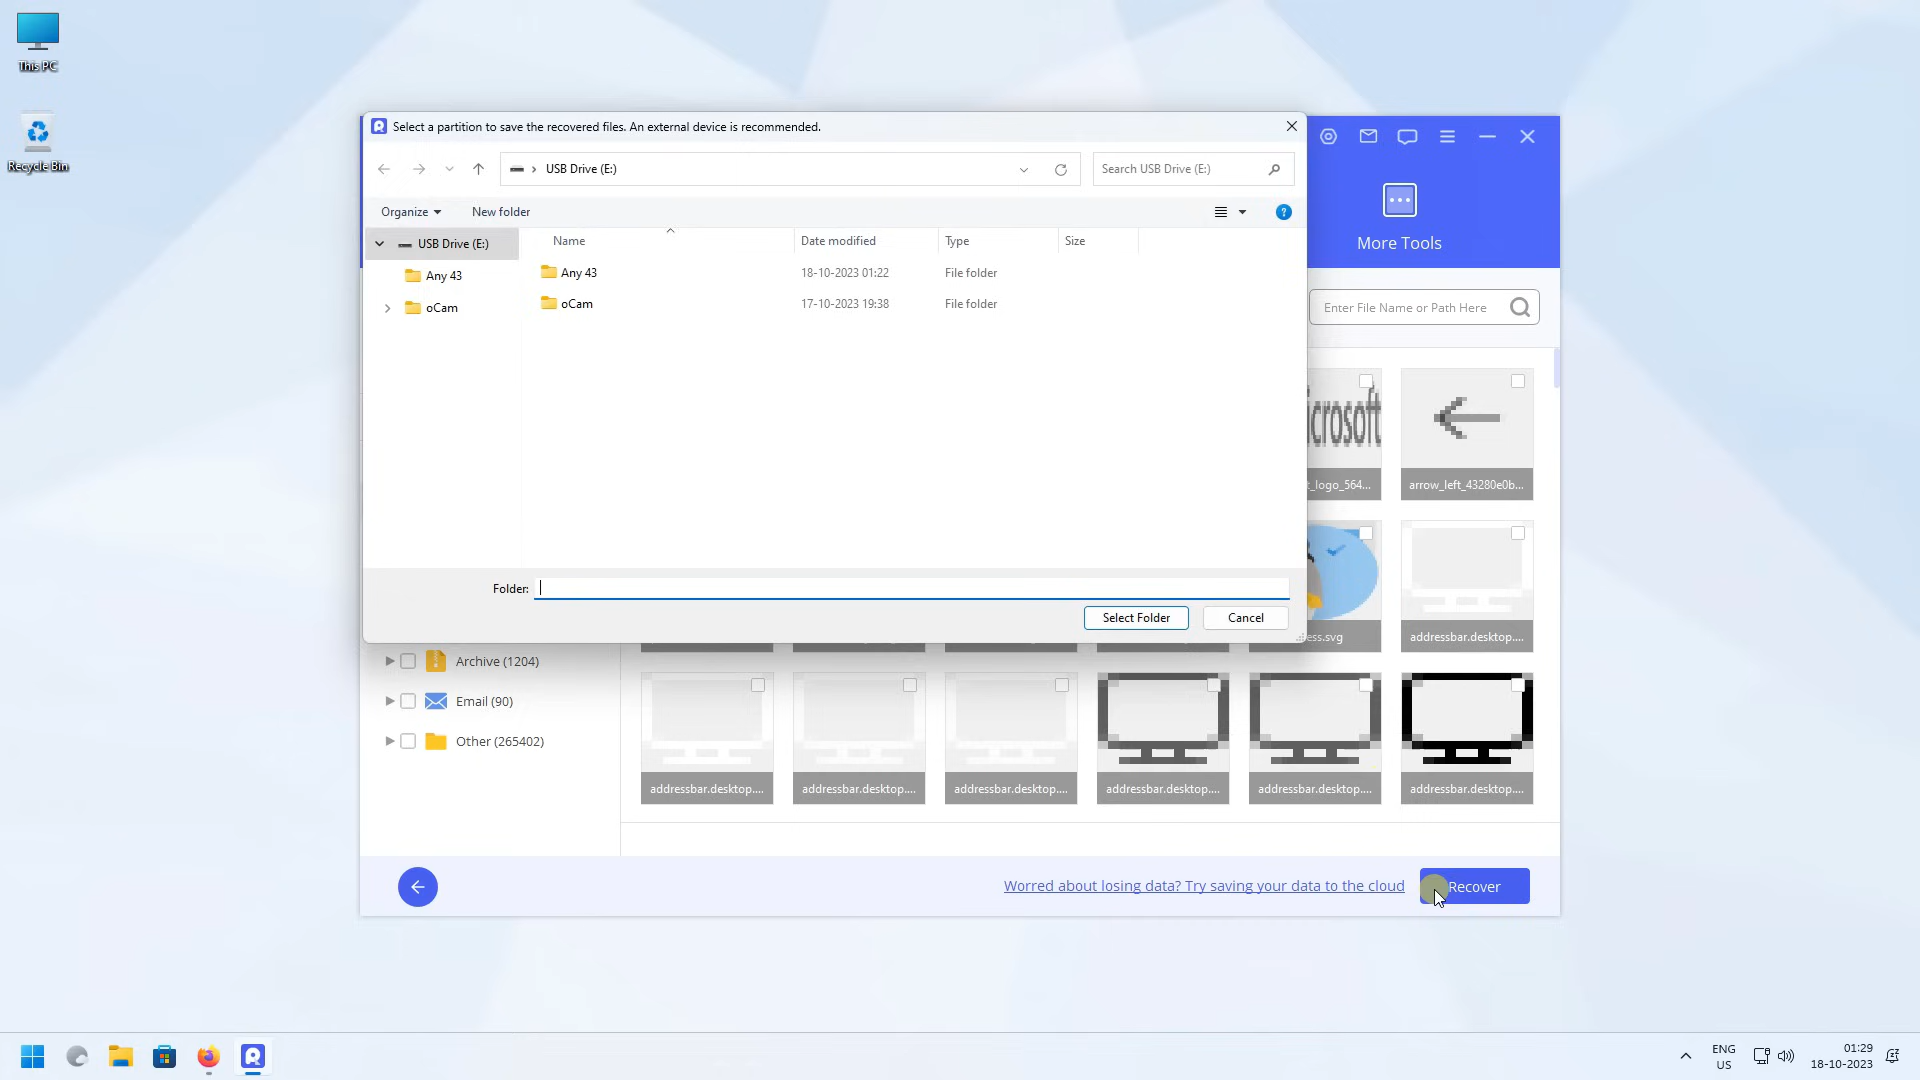 This PC
Recycle Bin
Select a partition to save the recovered files. An external device is recommended.
USB Drive (E:)
Search USB Drive (E:)
Organize
New folder
?
USB Drive (E:)
Any 43
oCam
Name
Date modified
Type
Size
Any 43
18-10-2023 01:22
File folder
oCam
17-10-2023 19:38
File folder
Folder:
Select Folder
Cancel
More Tools
Enter File Name or Path Here
icrosoft
t_logo_564...
arrow_left_43280e0b...
ess.svg
addressbar.desktop....
Archive (1204)
Email (90)
Other (265402)
addressbar.desktop....
addressbar.desktop....
addressbar.desktop....
addressbar.desktop....
addressbar.desktop....
addressbar.desktop....
Worred about losing data? Try saving your data to the cloud
Recover
ENG
US
01:29
18-10-2023